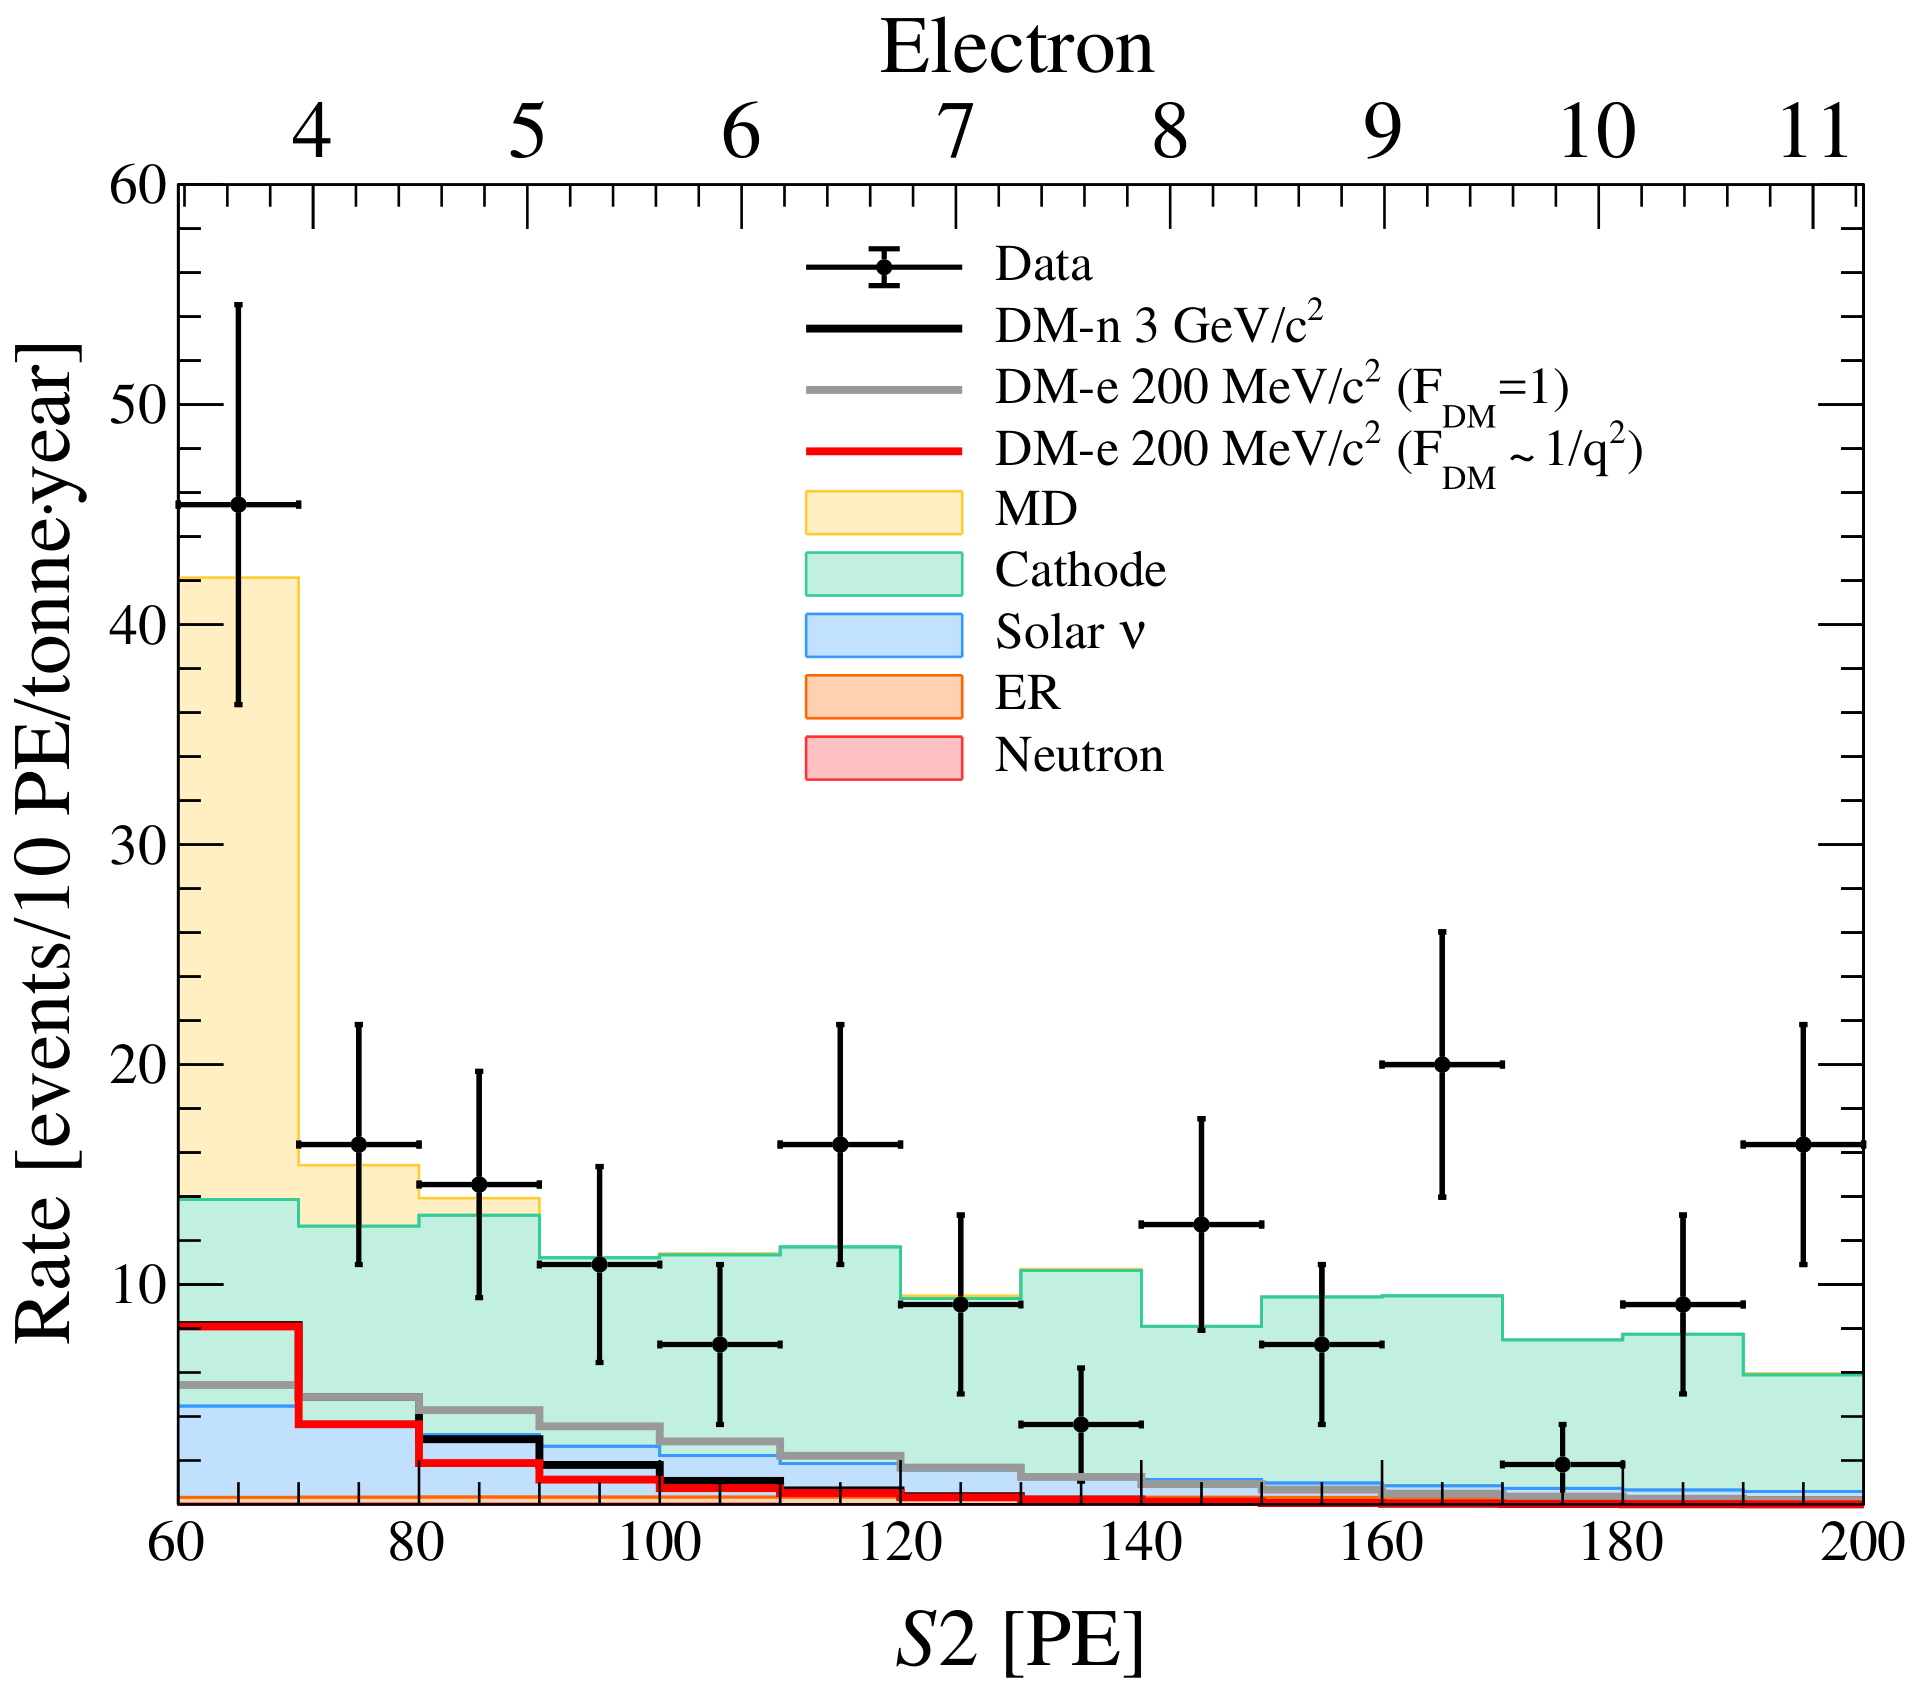 Electron
4 5 6 7 8 9 10 11
60
50
40
30
20
10
Rate [events/10 PE/tonne·year]
Data
DM-n 3 GeV/c²
DM-e 200 MeV/c² (F_DM=1)
DM-e 200 MeV/c² (F_DM ~ 1/q²)
MD
Cathode
Solar ν
ER
Neutron
60 80 100 120 140 160 180 200
S2 [PE]